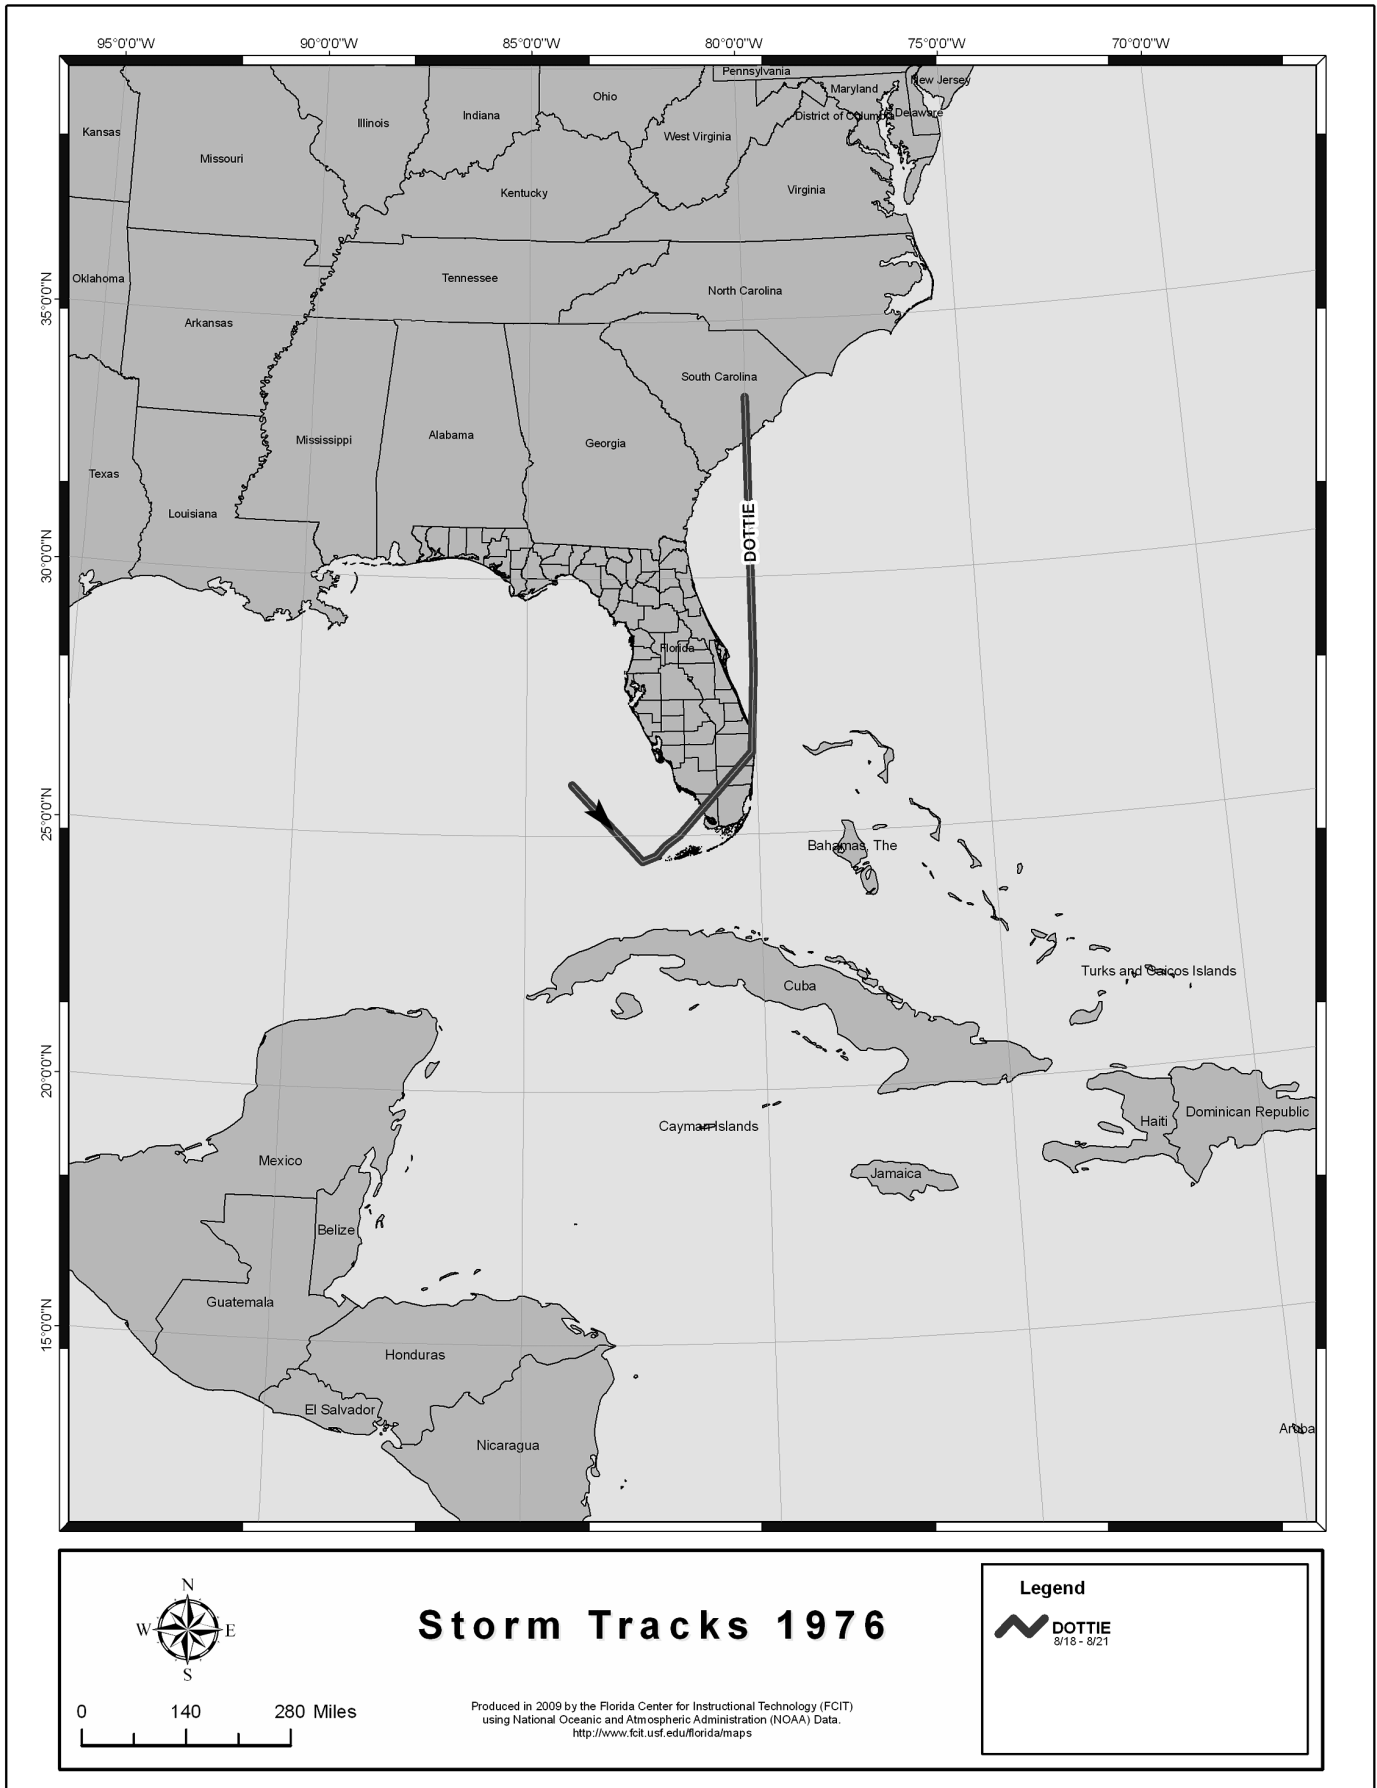 95°0'0"W 90°0'0"W 85°0'0"W 80°0'0"W 75°0'0"W 70°0'0"W
Pennsylvania
New Jersey
Maryland
Ohio
Indiana
Illinois
District of Columbia
Delaware
Kansas
West Virginia
Missouri
Kentucky
Virginia
35°0'0"N
Oklahoma
Tennessee
North Carolina
Arkansas
South Carolina
Mississippi
Alabama
Georgia
Texas
Louisiana
DOTTIE
30°0'0"N
Florida
25°0'0"N
Bahamas, The
Turks and Caicos Islands
Cuba
20°0'0"N
Cayman Islands
Haiti
Dominican Republic
Mexico
Jamaica
Belize
Guatemala
15°0'0"N
Honduras
El Salvador
Nicaragua
Aruba
N
W E
S
0 140 280 Miles
Storm Tracks 1976
Produced in 2009 by the Florida Center for Instructional Technology (FCIT)
using National Oceanic and Atmospheric Administration (NOAA) Data.
http://www.fcit.usf.edu/florida/maps
Legend
DOTTIE
8/18 - 8/21